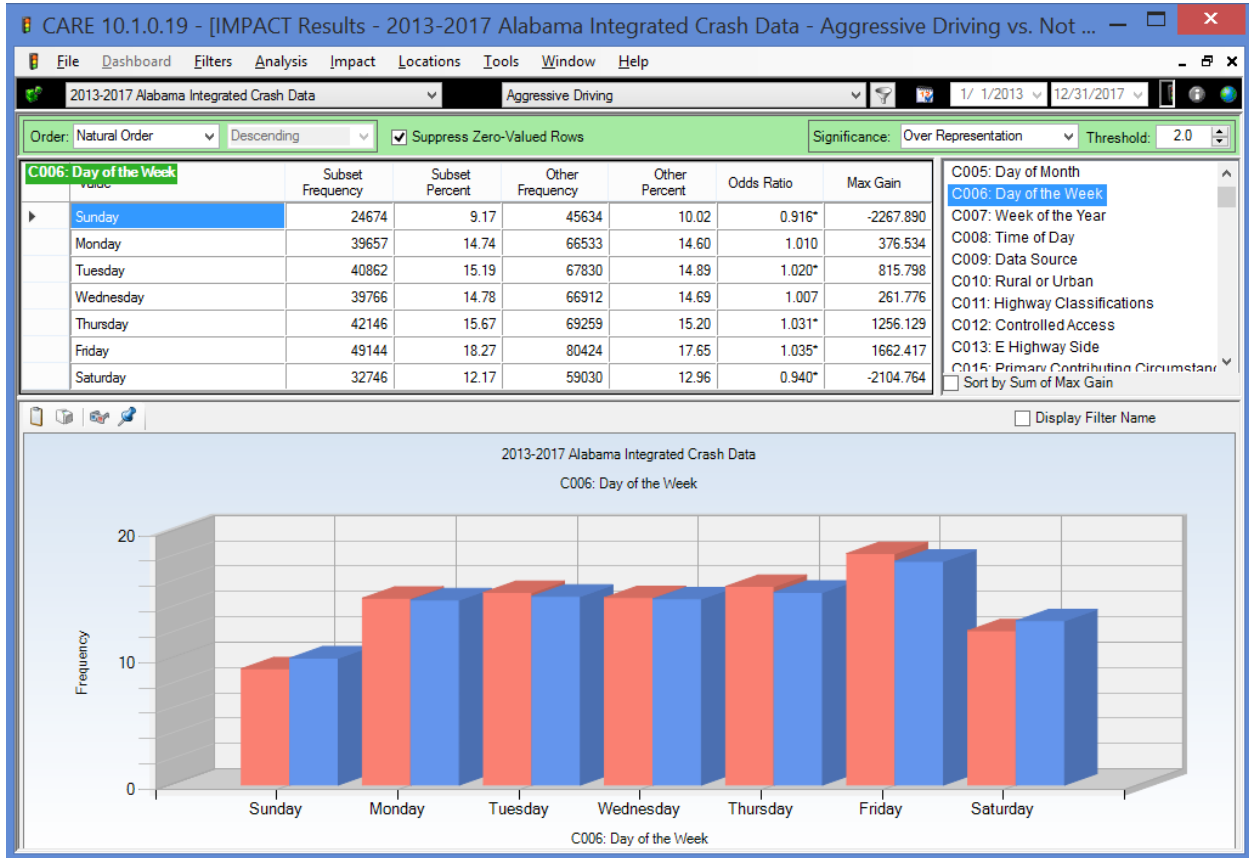 CARE 10.1.0.19 - [IMPACT Results - 2013-2017 Alabama Integrated Crash Data - Aggressive Driving vs. Not ...
File Dashboard Filters Analysis Impact Locations Tools Window Help
2013-2017 Alabama Integrated Crash Data Aggressive Driving 1/ 1/2013 12/31/2017
Order: Natural Order Descending Suppress Zero-Valued Rows Significance: Over Representation Threshold: 2.0
C006: Day of the Week
Value Subset Frequency Subset Percent Other Frequency Other Percent Odds Ratio Max Gain
Sunday 24674 9.17 45634 10.02 0.916* -2267.890
Monday 39657 14.74 66533 14.60 1.010 376.534
Tuesday 40862 15.19 67830 14.89 1.020* 815.798
Wednesday 39766 14.78 66912 14.69 1.007 261.776
Thursday 42146 15.67 69259 15.20 1.031* 1256.129
Friday 49144 18.27 80424 17.65 1.035* 1662.417
Saturday 32746 12.17 59030 12.96 0.940* -2104.764
C005: Day of Month
C006: Day of the Week
C007: Week of the Year
C008: Time of Day
C009: Data Source
C010: Rural or Urban
C011: Highway Classifications
C012: Controlled Access
C013: E Highway Side
C015: Primary Contributing Circumstanc
Sort by Sum of Max Gain
Display Filter Name
2013-2017 Alabama Integrated Crash Data
C006: Day of the Week
20
10
0
Frequency
Sunday Monday Tuesday Wednesday Thursday Friday Saturday
C006: Day of the Week